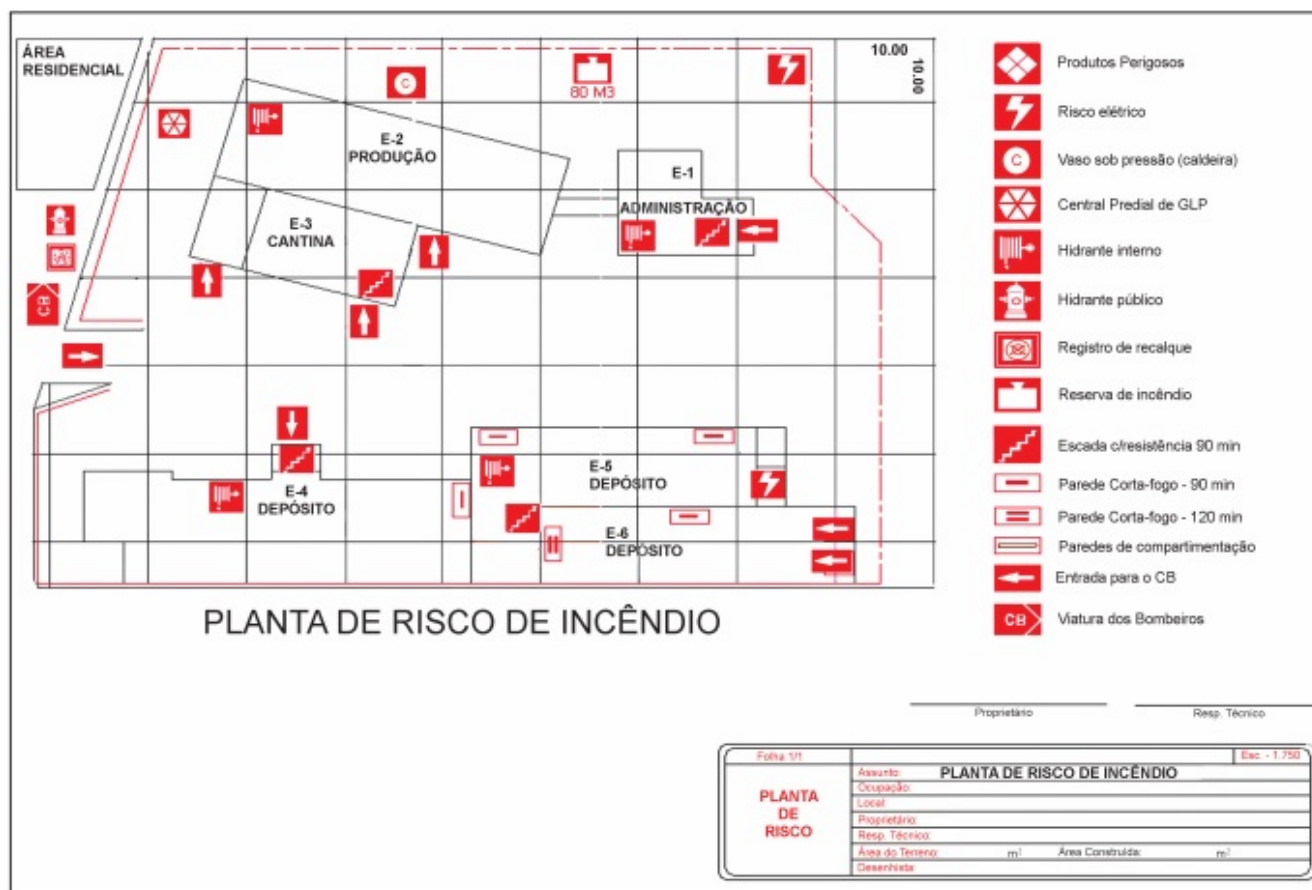 ÁREA
RESIDENCIAL
10.00
10.00
C
80 M3
E-2
PRODUÇÃO
E-1
ADMINISTRAÇÃO
E-3
CANTINA
CB
E-4
DEPÓSITO
E-5
DEPÓSITO
E-6
DEPÓSITO
PLANTA DE RISCO DE INCÊNDIO
Produtos Perigosos
Risco elétrico
C
Vaso sob pressão (caldeira)
Central Predial de GLP
Hidrante interno
Hidrante público
Registro de recalque
Reserva de incêndio
Escada c/resistência 90 min
Parede Corta-fogo - 90 min
Parede Corta-fogo - 120 min
Paredes de compartimentação
Entrada para o CB
CB
Viatura dos Bombeiros
Proprietário
Resp. Técnico
Folha 1/1
Esc. - 1.750
PLANTA
DE
RISCO
Assunto: PLANTA DE RISCO DE INCÊNDIO
Ocupação:
Local:
Proprietário:
Resp. Técnico:
Área do Terreno: m² Área Construída: m²
Desenhista: